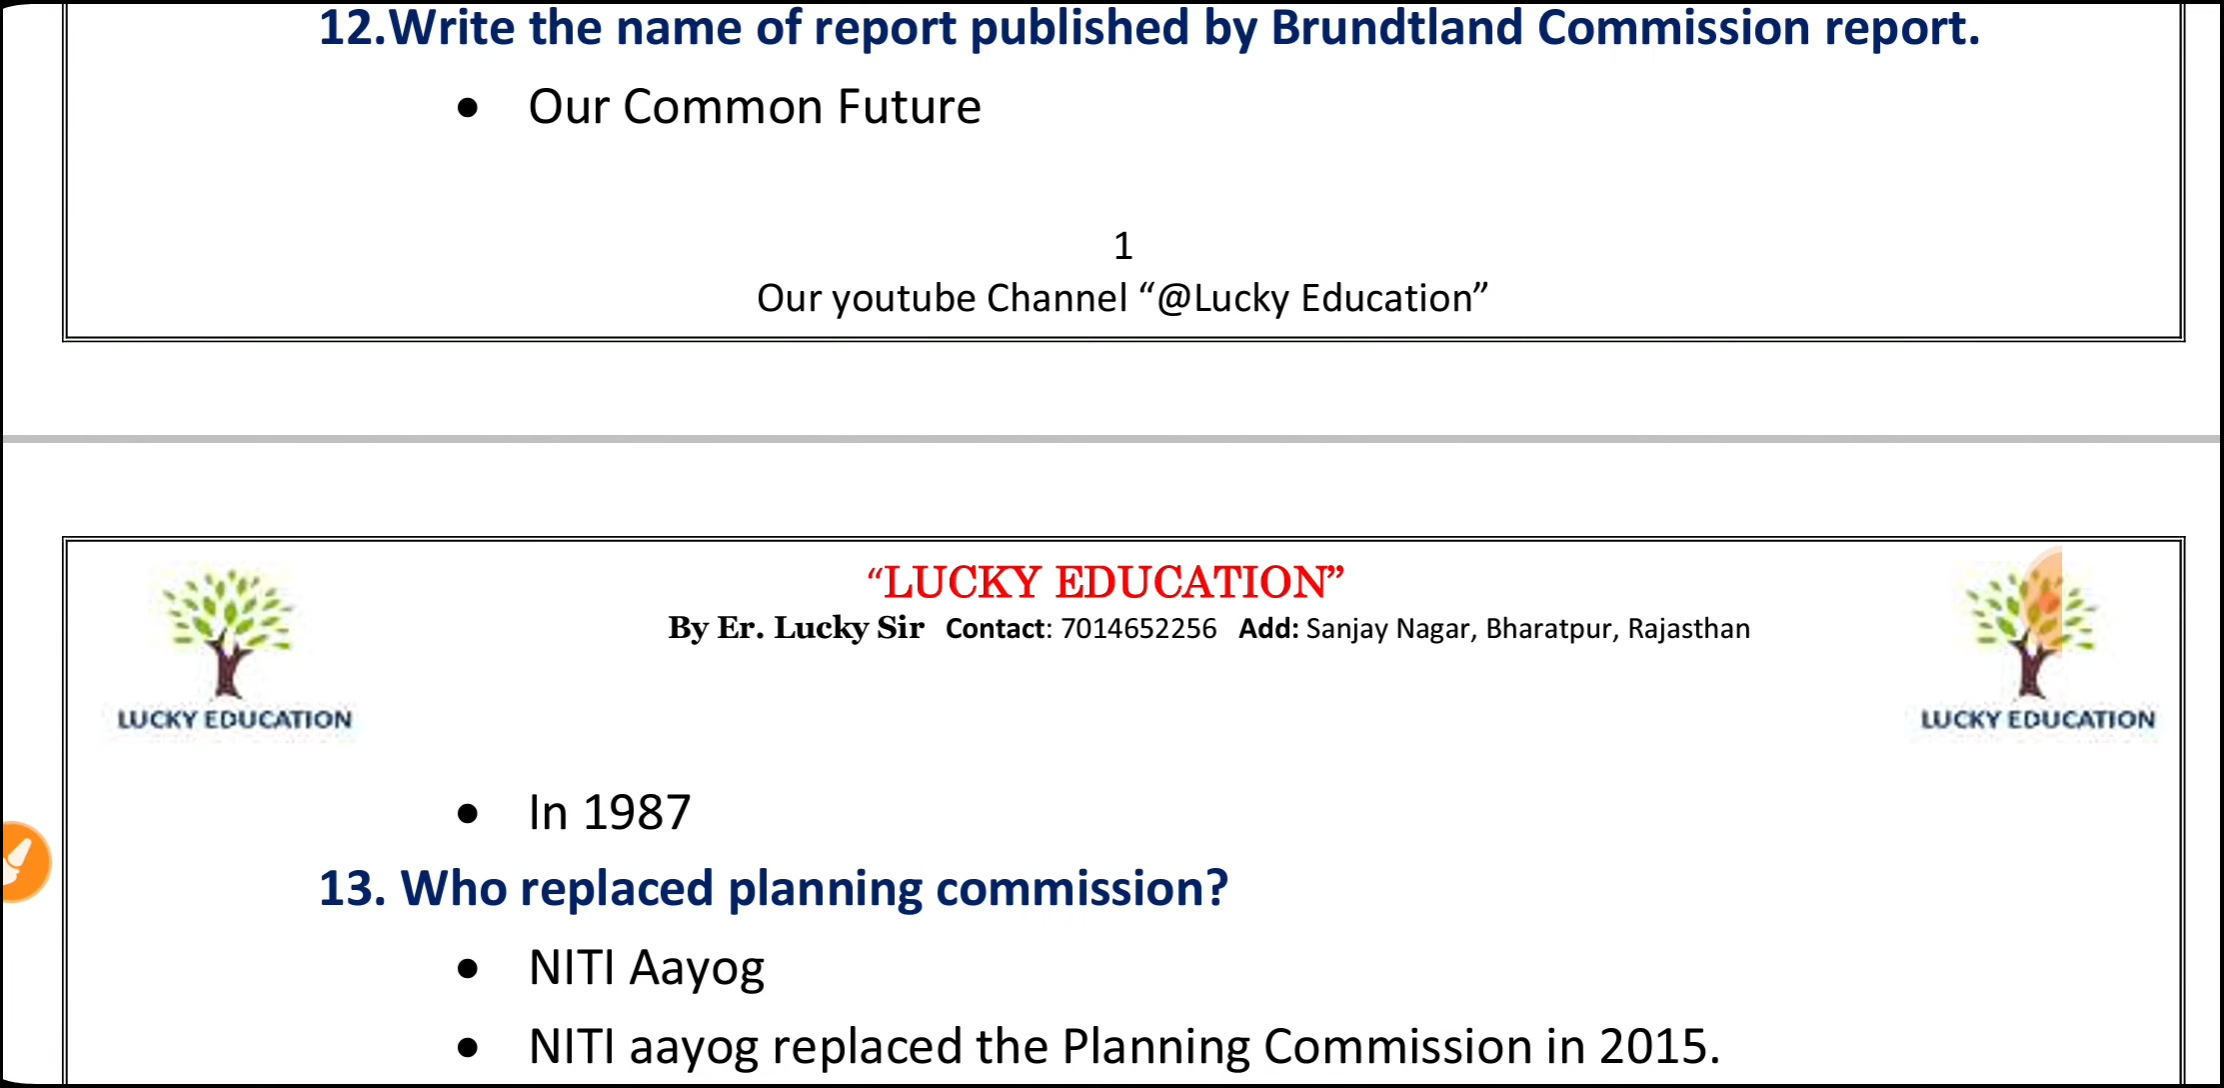 12.Write the name of report published by Brundtland Commission report.
• Our Common Future
1
Our youtube Channel “@Lucky Education”
“LUCKY EDUCATION”
By Er. Lucky Sir Contact: 7014652256 Add: Sanjay Nagar, Bharatpur, Rajasthan
LUCKY EDUCATION
LUCKY EDUCATION
• In 1987
13. Who replaced planning commission?
• NITI Aayog
• NITI aayog replaced the Planning Commission in 2015.